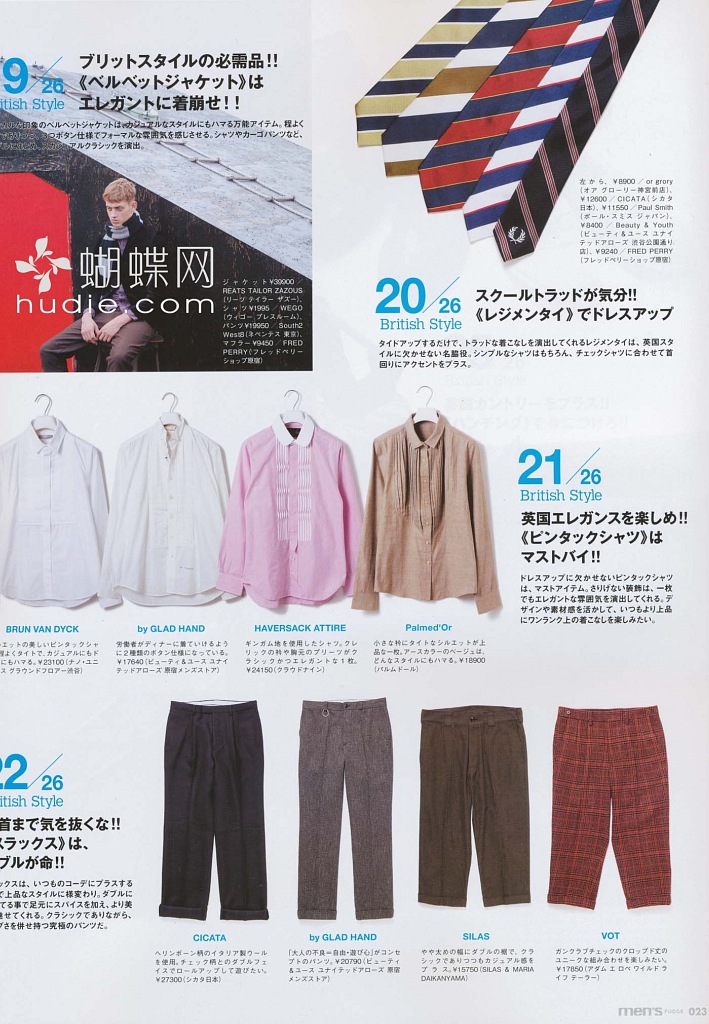 9/26
ブリットスタイルの必需品!!
《ベルベットジャケット》は
エレガントに着崩せ!!
itish Style
な印象のベルベットジャケットは、カジュアルなスタイルにもハマる万能アイテム。程よく
ボタン仕様でフォーマルな雰囲気を感じさせる。シャツやカーゴパンツなど、
アルクラシックを演出。
蝴蝶网
hudie.com
ジャケット¥39900/
REATS TAILOR ZAZOUS
(リーツ テイラー ザズー)、
シャツ¥1995/WEGO
(ウィゴー プレスルーム)、
パンツ¥19950/South2
West8(ネペンテス 東京)、
マフラー¥9450/FRED
PERRY(フレッドペリー
ショップ原宿)
左から、¥8900/or grory
(オア グローリー神宮前店)、
¥12600/CICATA(シカタ
日本)、¥11550/Paul Smith
(ポール・スミス ジャパン)、
¥8400/Beauty & Youth
(ビューティ&ユース ユナイ
テッドアローズ 渋谷公園通り
店)、¥9240/FRED PERRY
(フレッドペリーショップ原宿)
20/26
British Style
スクールトラッドが気分!!
《レジメンタイ》でドレスアップ
タイドアップするだけで、トラッドな着こなしを演出してくれるレジメンタイは、英国スタ
イルに欠かせない名脇役。シンプルなシャツはもちろん、チェックシャツに合わせて首
回りにアクセントをプラス。
21/26
British Style
英国エレガンスを楽しめ!!
《ピンタックシャツ》は
マストバイ!!
ドレスアップに欠かせないピンタックシャツ
は、マストアイテム。さりげない装飾は、一枚
でもエレガントな雰囲気を演出してくれる。デ
ザインや素材感を活かして、いつもより上品
にワンランク上の着こなしを楽しみたい。
BRUN VAN DYCK
エットの美しいピンタックシャ
程よくタイトで、カジュアルにもド
にもハマる。¥23100(ナノ・ユニ
ス グラウンドフロアー渋谷)
by GLAD HAND
労働者がディナーに着ていけるよう
に2種類のボタン仕様になっている。
¥17640(ビューティ&ユース ユナイ
テッドアローズ 原宿メンズストア)
HAVERSACK ATTIRE
ギンガム地を使用したシャツ。クレ
リックの衿や胸元のプリーツがク
ラシックかつエレガントな1枚。
¥24150(クラウドナイン)
Palmed'Or
小さな衿にタイトなシルエットが上
品な一枚。アースカラーのベージュは、
どんなスタイルにもハマる。¥18900
(パルムドール)
22/26
itish Style
首まで気を抜くな!!
スラックス》は、
ブルが命!!
ックスは、いつものコーデにプラスする
で上品なスタイルに様変わり。ダブルに
てる事で足元にスパイスを加え、より美
魅せてくれる。クラシックでありながら、
さを併せ持つ究極のパンツだ。
CICATA
ヘリンボーン柄のイタリア製ウール
を使用。チェック柄とのダブルフェ
イスでロールアップして遊びたい。
¥27300(シカタ日本)
by GLAD HAND
「大人の不良=自由・遊び心」がコンセ
プトのパンツ。¥20790(ビューティ
&ユース ユナイテッドアローズ 原宿
メンズストア)
SILAS
やや太めの幅にダブルの裾で、クラ
シックでありつつもカジュアル感を
プラス。¥15750(SILAS & MARIA
DAIKANYAMA)
VOT
ガンクラブチェックのクロップド丈の
ユニークな組み合わせを楽しみたい。
¥17850(アダム エ ロペ ワイルド ラ
イフ テーラー)
men's FUDGE 023